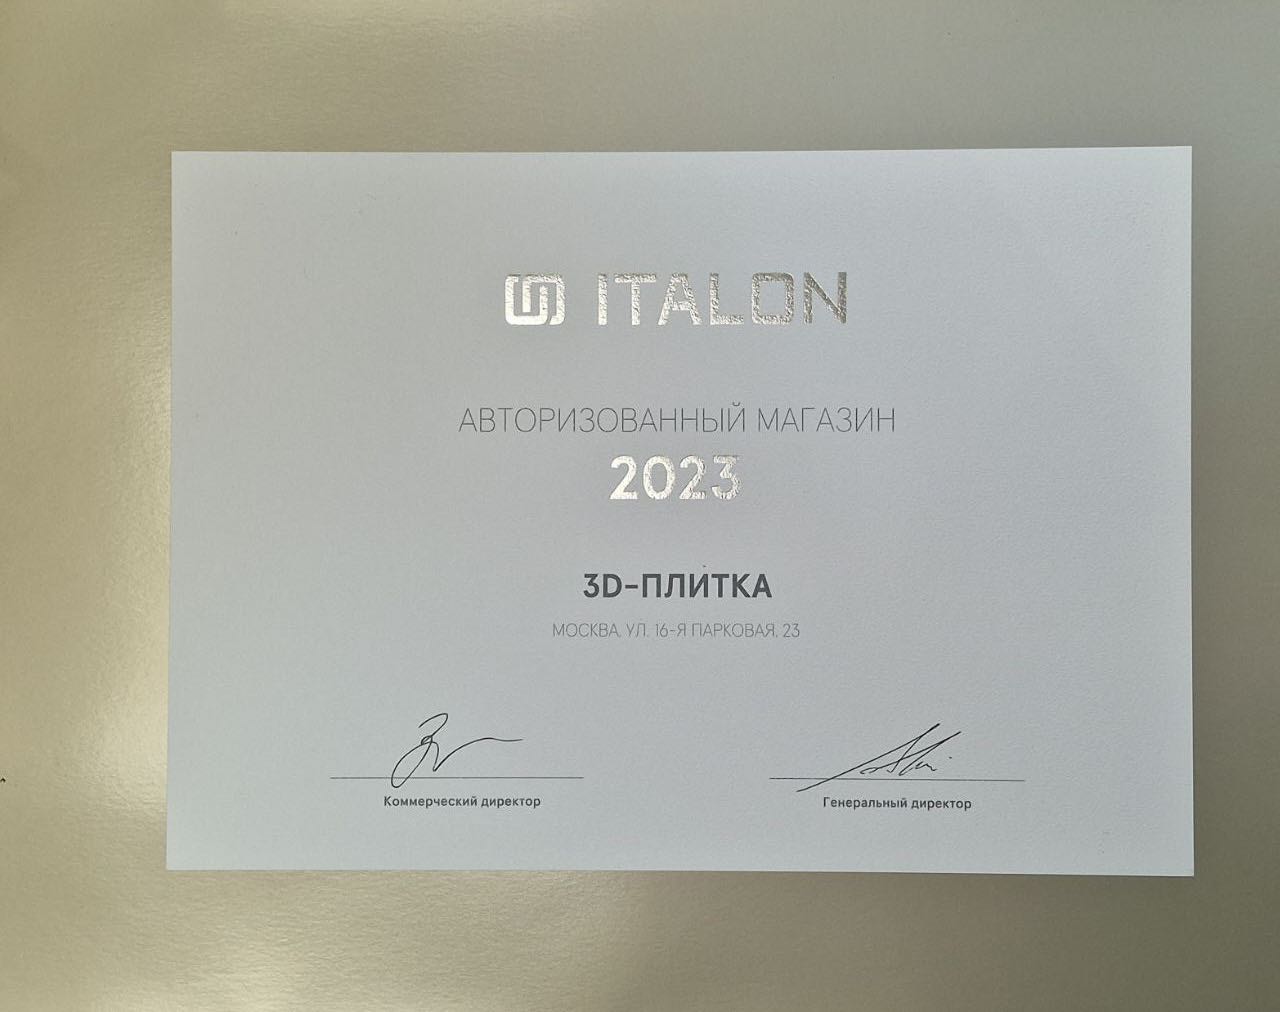 ITALON
АВТОРИЗОВАННЫЙ МАГАЗИН
2023
3D-ПЛИТКА
МОСКВА, УЛ. 16-Я ПАРКОВАЯ, 23
Коммерческий директор
Генеральный директор